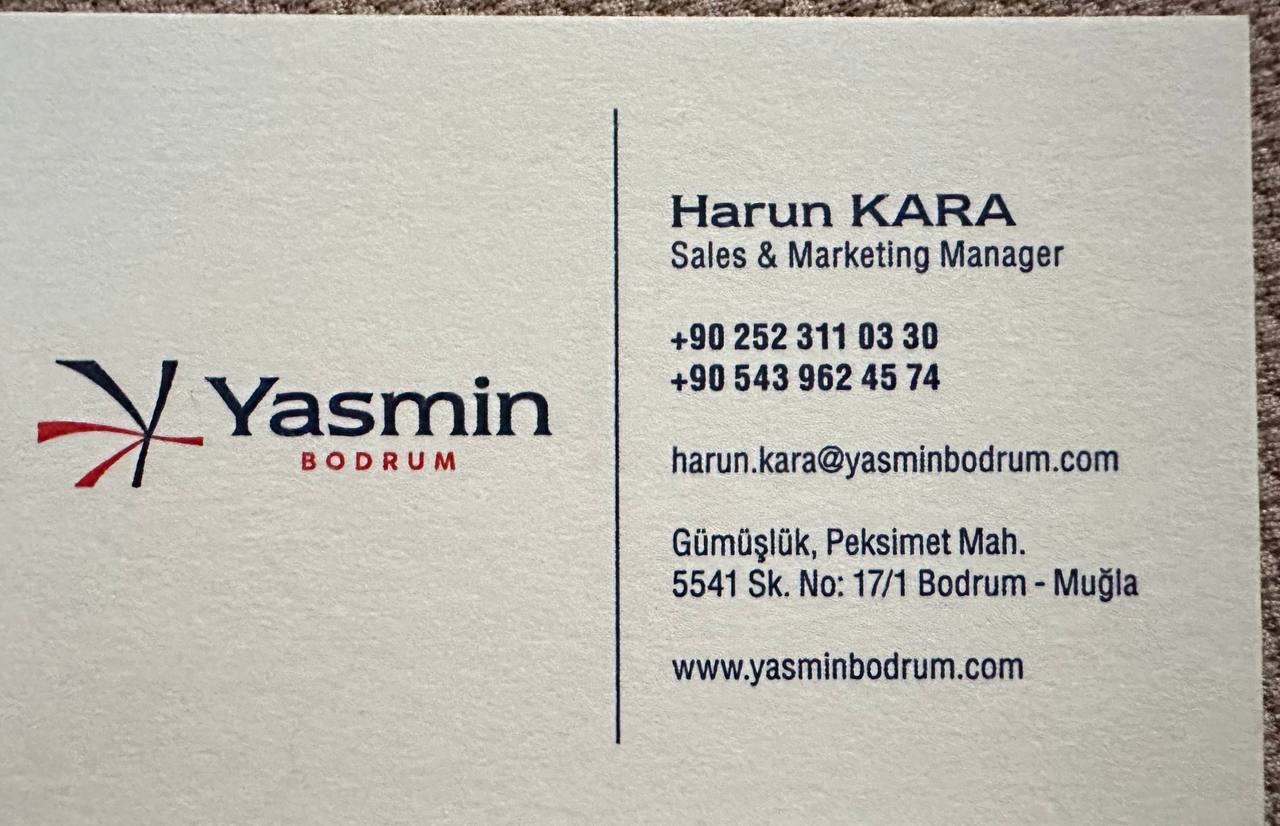 Yasmin
BODRUM
Harun KARA
Sales & Marketing Manager
+90 252 311 03 30
+90 543 962 45 74
harun.kara@yasminbodrum.com
Gümüşlük, Peksimet Mah.
5541 Sk. No: 17/1 Bodrum - Muğla
www.yasminbodrum.com